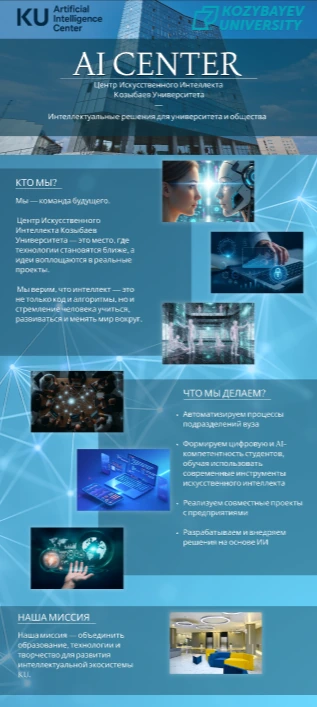 KU Artificial
Intelligence
Center
KOZYBAYEV
UNIVERSITY
AI CENTER
Центр Искусственного Интеллекта
Козыбаев Университета
—
Интеллектуальные решения для университета и общества
КТО МЫ?
Мы — команда будущего.
Центр Искусственного
Интеллекта Козыбаев
Университета — это место, где
технологии становятся ближе, а
идеи воплощаются в реальные
проекты.
Мы верим, что интеллект — это
не только код и алгоритмы, но и
стремление человека учиться,
развиваться и менять мир вокруг.
ЧТО МЫ ДЕЛАЕМ?
- Автоматизируем процессы
подразделений вуза
- Формируем цифровую и AI-
компетентность студентов,
обучая использовать
современные инструменты
искусственного интеллекта
- Реализуем совместные проекты
с предприятиями
- Разрабатываем и внедряем
решения на основе ИИ
НАША МИССИЯ
Наша миссия — объединить
образование, технологии и
творчество для развития
интеллектуальной экосистемы
KU.